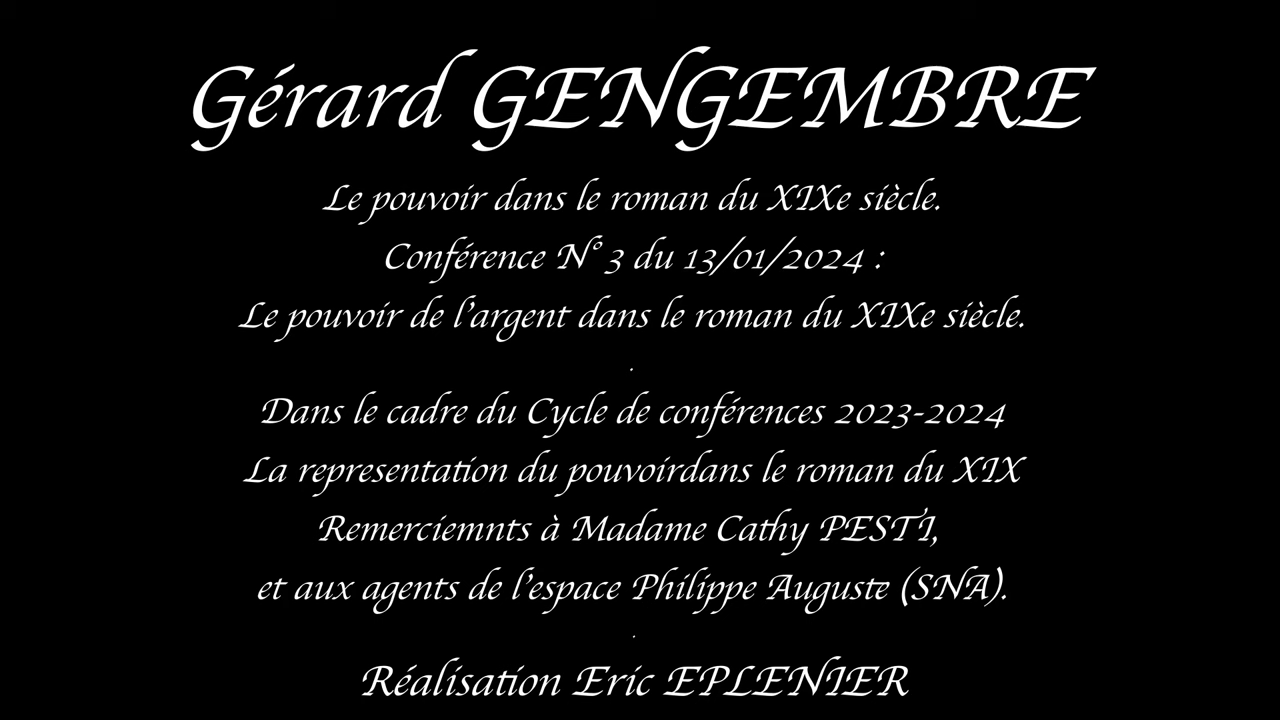 Gérard GENGEMBRE
Le pouvoir dans le roman du XIXe siècle.
Conférence N° 3 du 13/01/2024 :
Le pouvoir de l'argent dans le roman du XIXe siècle.
.
Dans le cadre du Cycle de conférences 2023-2024
La representation du pouvoirdans le roman du XIX
Remerciemnts à Madame Cathy PESTI,
et aux agents de l'espace Philippe Auguste (SNA).
.
Réalisation Eric EPLENIER